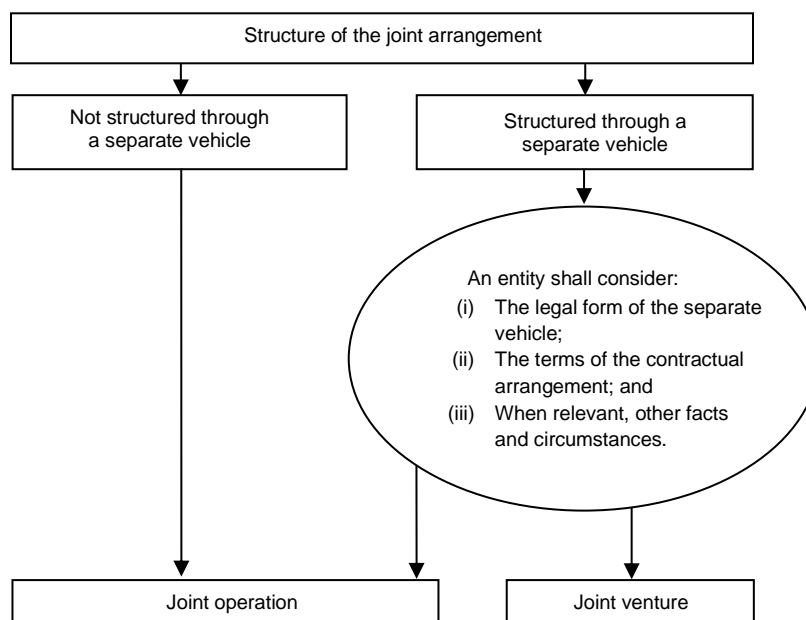 Structure of the joint arrangement
Not structured through
a separate vehicle
Structured through a
separate vehicle
An entity shall consider:
(i) The legal form of the separate
vehicle;
(ii) The terms of the contractual
arrangement; and
(iii) When relevant, other facts
and circumstances.
Joint operation
Joint venture